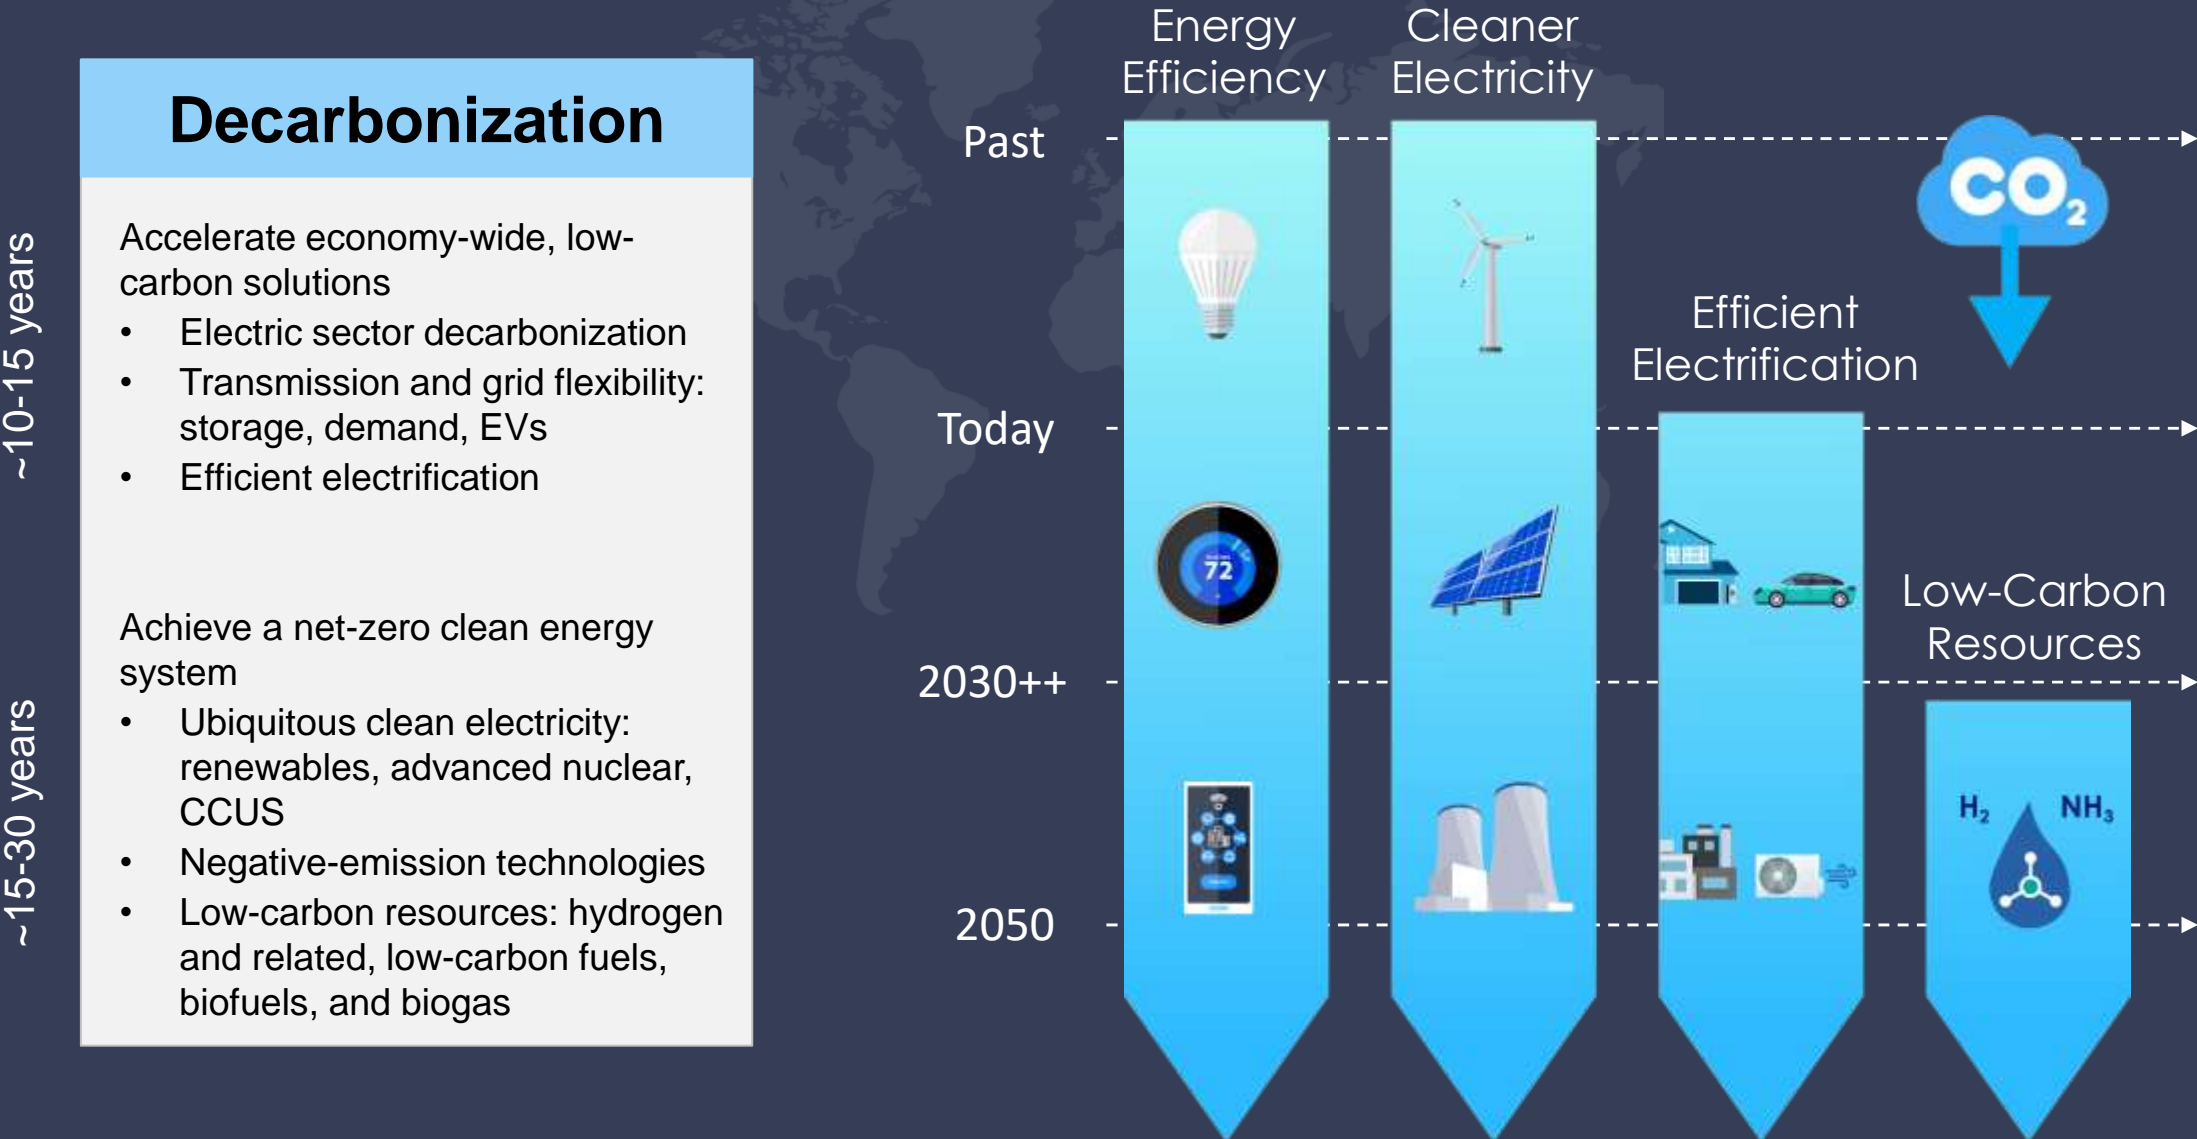 Decarbonization
~10-15 years
Accelerate economy-wide, low-
carbon solutions
• Electric sector decarbonization
• Transmission and grid flexibility:
storage, demand, EVs
• Efficient electrification
~15-30 years
Achieve a net-zero clean energy
system
• Ubiquitous clean electricity:
renewables, advanced nuclear,
CCUS
• Negative-emission technologies
• Low-carbon resources: hydrogen
and related, low-carbon fuels,
biofuels, and biogas
Energy
Efficiency
Cleaner
Electricity
Past
CO₂
Efficient
Electrification
Today
72
Low-Carbon
Resources
2030++
H₂ NH₃
2050